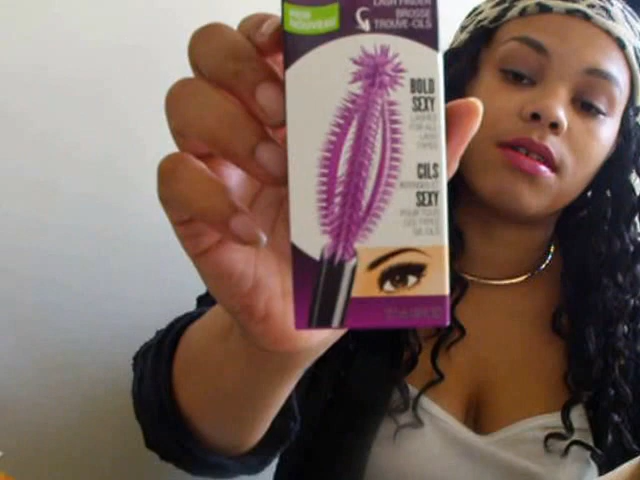 NEW
NOUVEAU
LASH FINDER
BROSSE
TROUVE-CILS
BOLD
SEXY
LASHES
FOR ALL
LASH
TYPES
CILS
SEXY
POUR TOUS
LES TYPES
DE CILS